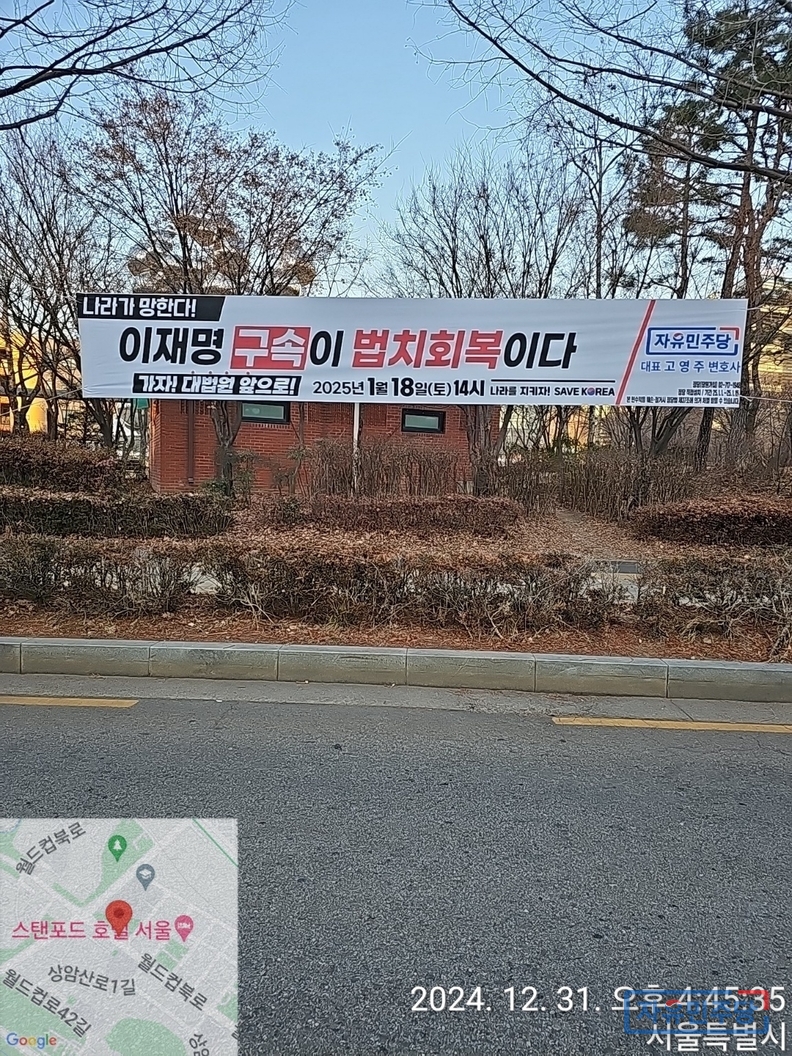 나라가 망한다!
이재명 구속이 법치회복이다
가자! 대법원 앞으로! 2025년 1월 18일(토) 14시 나라를 지키자! SAVE KOREA
자유민주당
대표 고영주 변호사
월드컵북로
스탠포드 호텔 서울
상암산로1길
월드컵북로
월드컵로42길
상암
Google
2024. 12. 31. 오후 4:45:35
서울특별시